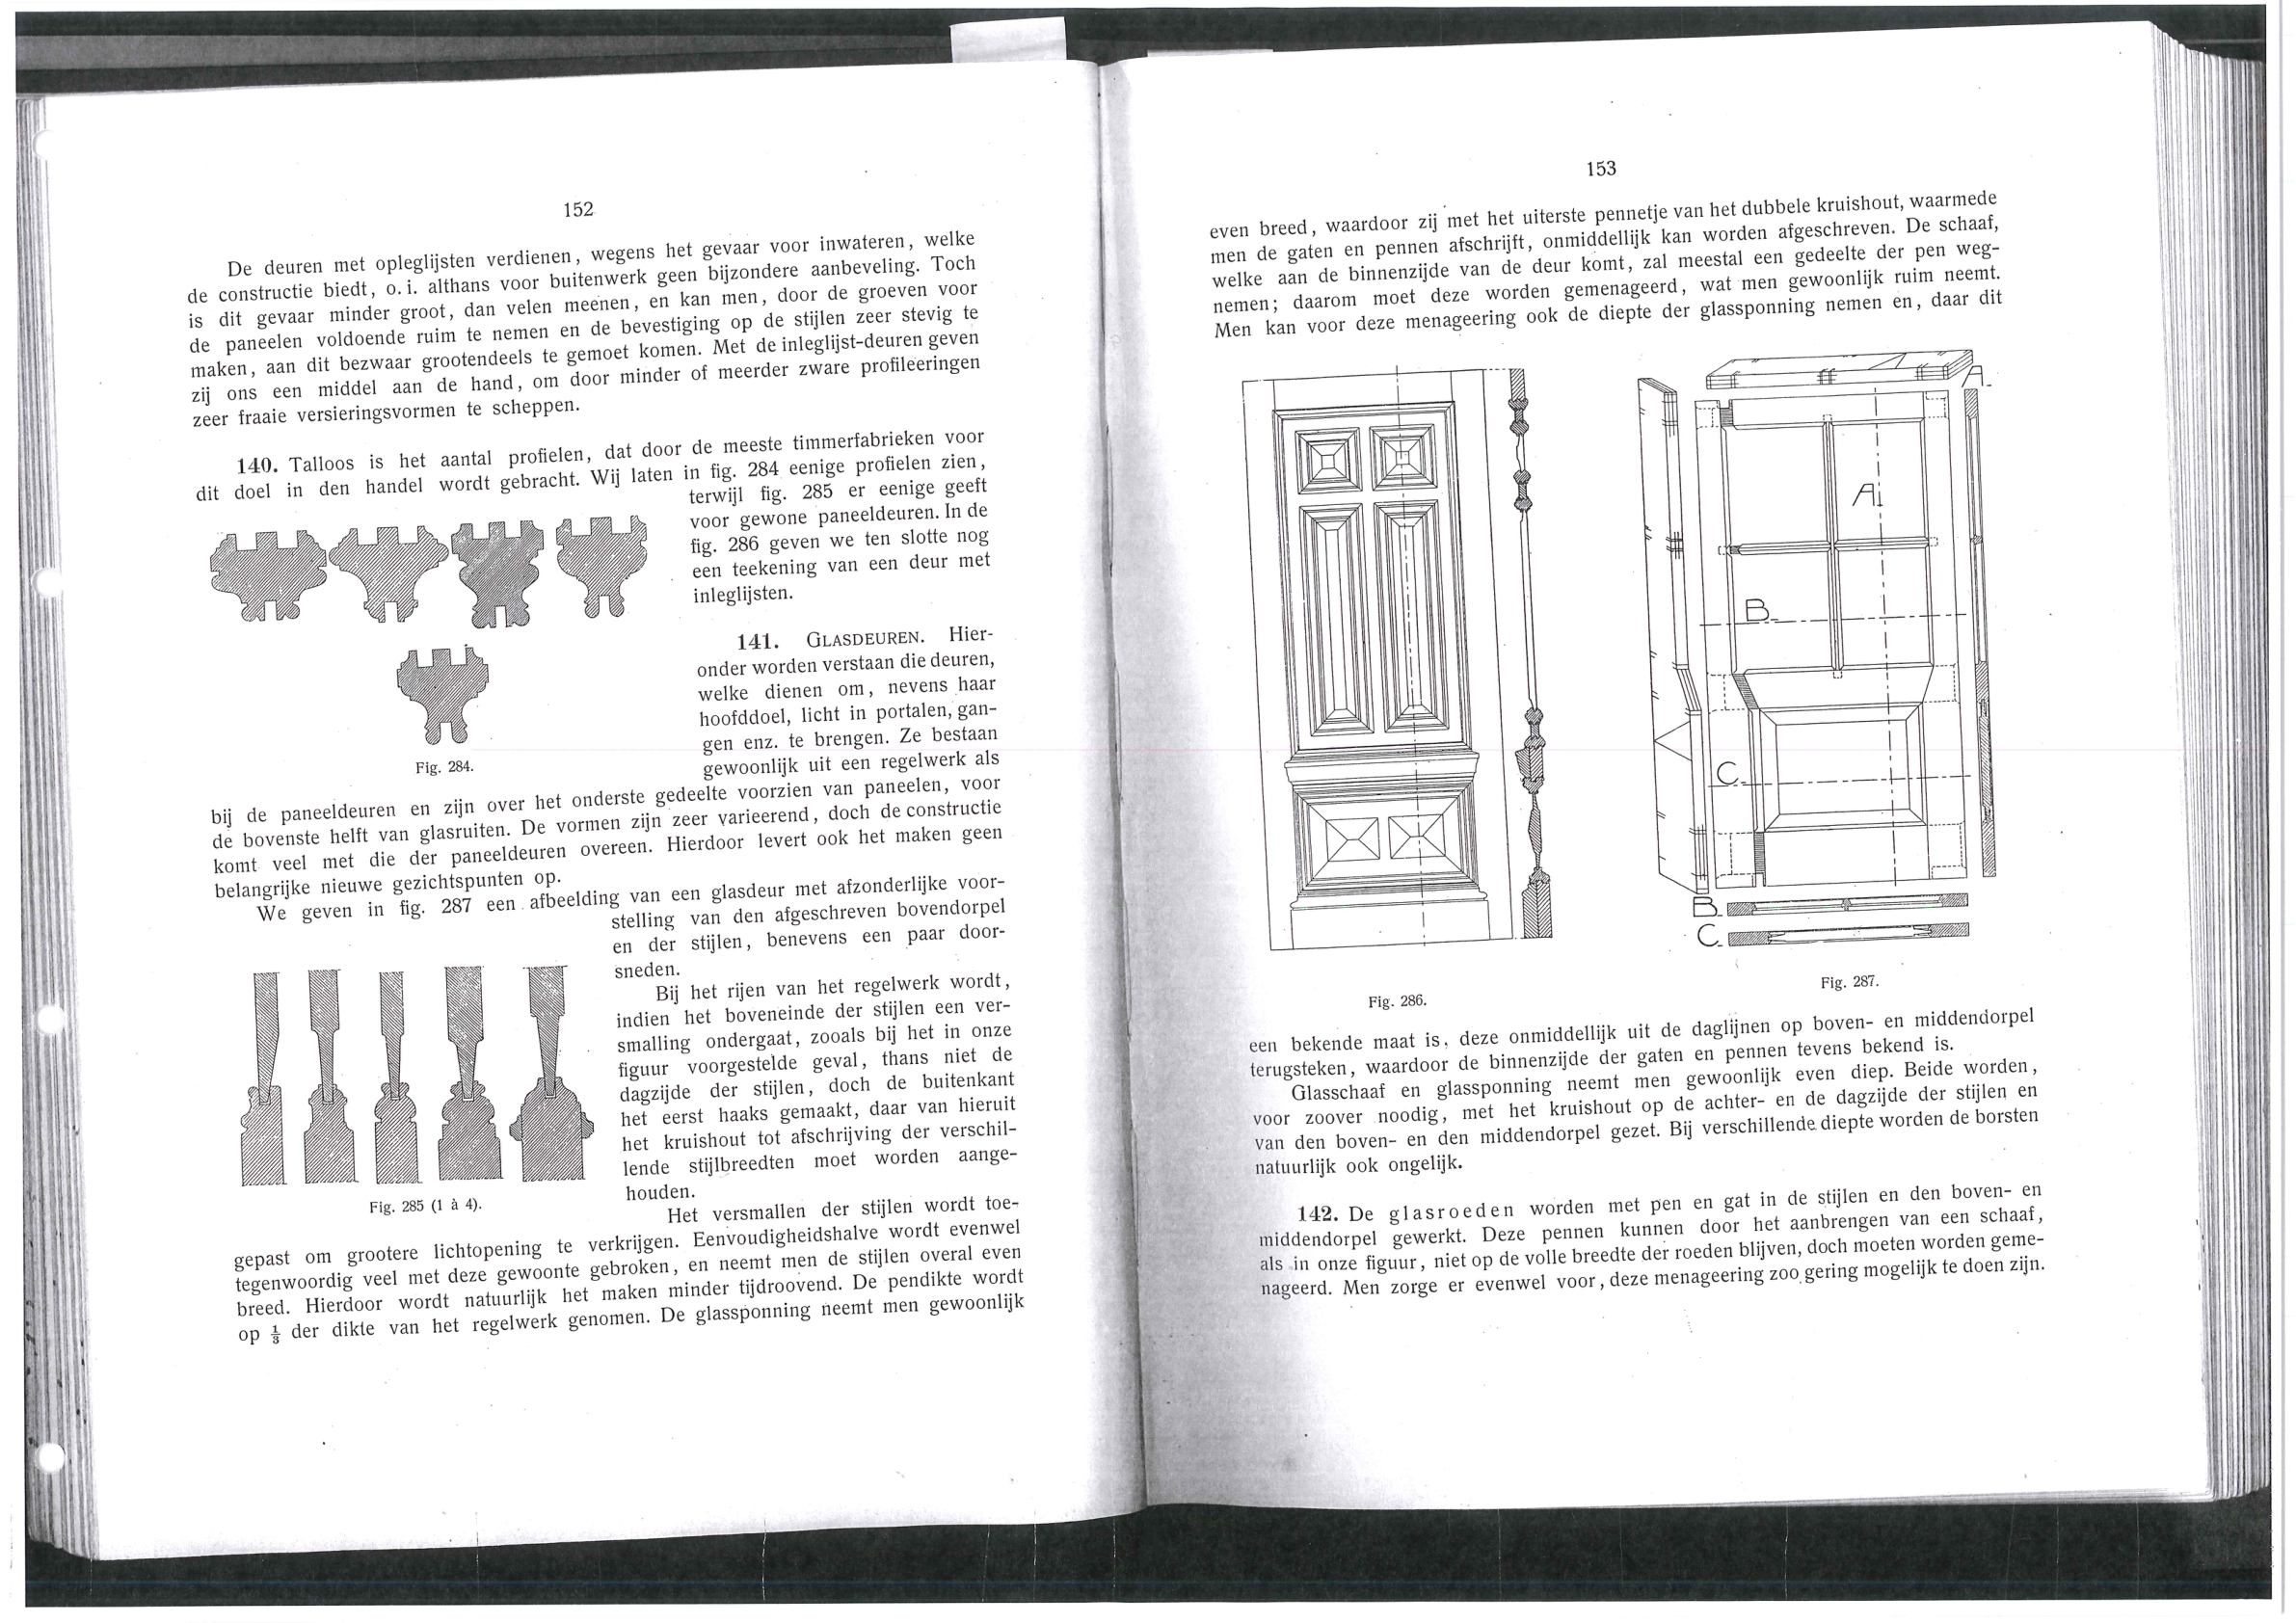 152
De deuren met opleglijsten verdienen, wegens het gevaar voor inwateren, welke
de constructie biedt, o. i. althans voor buitenwerk geen bijzondere aanbeveling. Toch
is dit gevaar minder groot, dan velen meenen, en kan men, door de groeven voor
de paneelen voldoende ruim te nemen en de bevestiging op de stijlen zeer stevig te
maken, aan dit bezwaar grootendeels te gemoet komen. Met de inleglijst-deuren geven
zij ons een middel aan de hand, om door minder of meerder zware profileeringen
zeer fraaie versieringsvormen te scheppen.
140. Talloos is het aantal profielen, dat door de meeste timmerfabrieken voor
dit doel in den handel wordt gebracht. Wij laten in fig. 284 eenige profielen zien,
terwijl fig. 285 er eenige geeft
voor gewone paneeldeuren. In de
fig. 286 geven we ten slotte nog
een teekening van een deur met
inleglijsten.
141. GLASDEUREN. Hier-
onder worden verstaan die deuren,
welke dienen om, nevens haar
hoofddoel, licht in portalen, gan-
gen enz. te brengen. Ze bestaan
gewoonlijk uit een regelwerk als
Fig. 284.
bij de paneeldeuren en zijn over het onderste gedeelte voorzien van paneelen, voor
de bovenste helft van glasruiten. De vormen zijn zeer varieerend, doch de constructie
komt veel met die der paneeldeuren overeen. Hierdoor levert ook het maken geen
belangrijke nieuwe gezichtspunten op.
We geven in fig. 287 een afbeelding van een glasdeur met afzonderlijke voor-
stelling van den afgeschreven bovendorpel
en der stijlen, benevens een paar door-
sneden.
Bij het rijen van het regelwerk wordt,
indien het boveneinde der stijlen een ver-
smalling ondergaat, zooals bij het in onze
figuur voorgestelde geval, thans niet de
dagzijde der stijlen, doch de buitenkant
het eerst haaks gemaakt, daar van hieruit
het kruishout tot afschrijving der verschil-
lende stijlbreedten moet worden aange-
houden.
Fig. 285 (1 à 4).
Het versmallen der stijlen wordt toe-
gepast om grootere lichtopening te verkrijgen. Eenvoudigheidshalve wordt evenwel
tegenwoordig veel met deze gewoonte gebroken, en neemt men de stijlen overal even
breed. Hierdoor wordt natuurlijk het maken minder tijdroovend. De pendikte wordt
op ⅓ der dikte van het regelwerk genomen. De glassponning neemt men gewoonlijk
153
even breed, waardoor zij met het uiterste pennetje van het dubbele kruishout, waarmede
men de gaten en pennen afschrijft, onmiddellijk kan worden afgeschreven. De schaaf,
welke aan de binnenzijde van de deur komt, zal meestal een gedeelte der pen weg-
nemen; daarom moet deze worden gemenageerd, wat men gewoonlijk ruim neemt.
Men kan voor deze menageering ook de diepte der glassponning nemen en, daar dit
A.
A.
B.
C.
B.
C.
Fig. 286.
Fig. 287.
een bekende maat is, deze onmiddellijk uit de daglijnen op boven- en middendorpel
terugsteken, waardoor de binnenzijde der gaten en pennen tevens bekend is.
Glasschaaf en glassponning neemt men gewoonlijk even diep. Beide worden,
voor zoover noodig, met het kruishout op de achter- en de dagzijde der stijlen en
van den boven- en den middendorpel gezet. Bij verschillende diepte worden de borsten
natuurlijk ook ongelijk.
142. De glasroeden worden met pen en gat in de stijlen en den boven- en
middendorpel gewerkt. Deze pennen kunnen door het aanbrengen van een schaaf,
als in onze figuur, niet op de volle breedte der roeden blijven, doch moeten worden geme-
nageerd. Men zorge er evenwel voor, deze menageering zoo gering mogelijk te doen zijn.